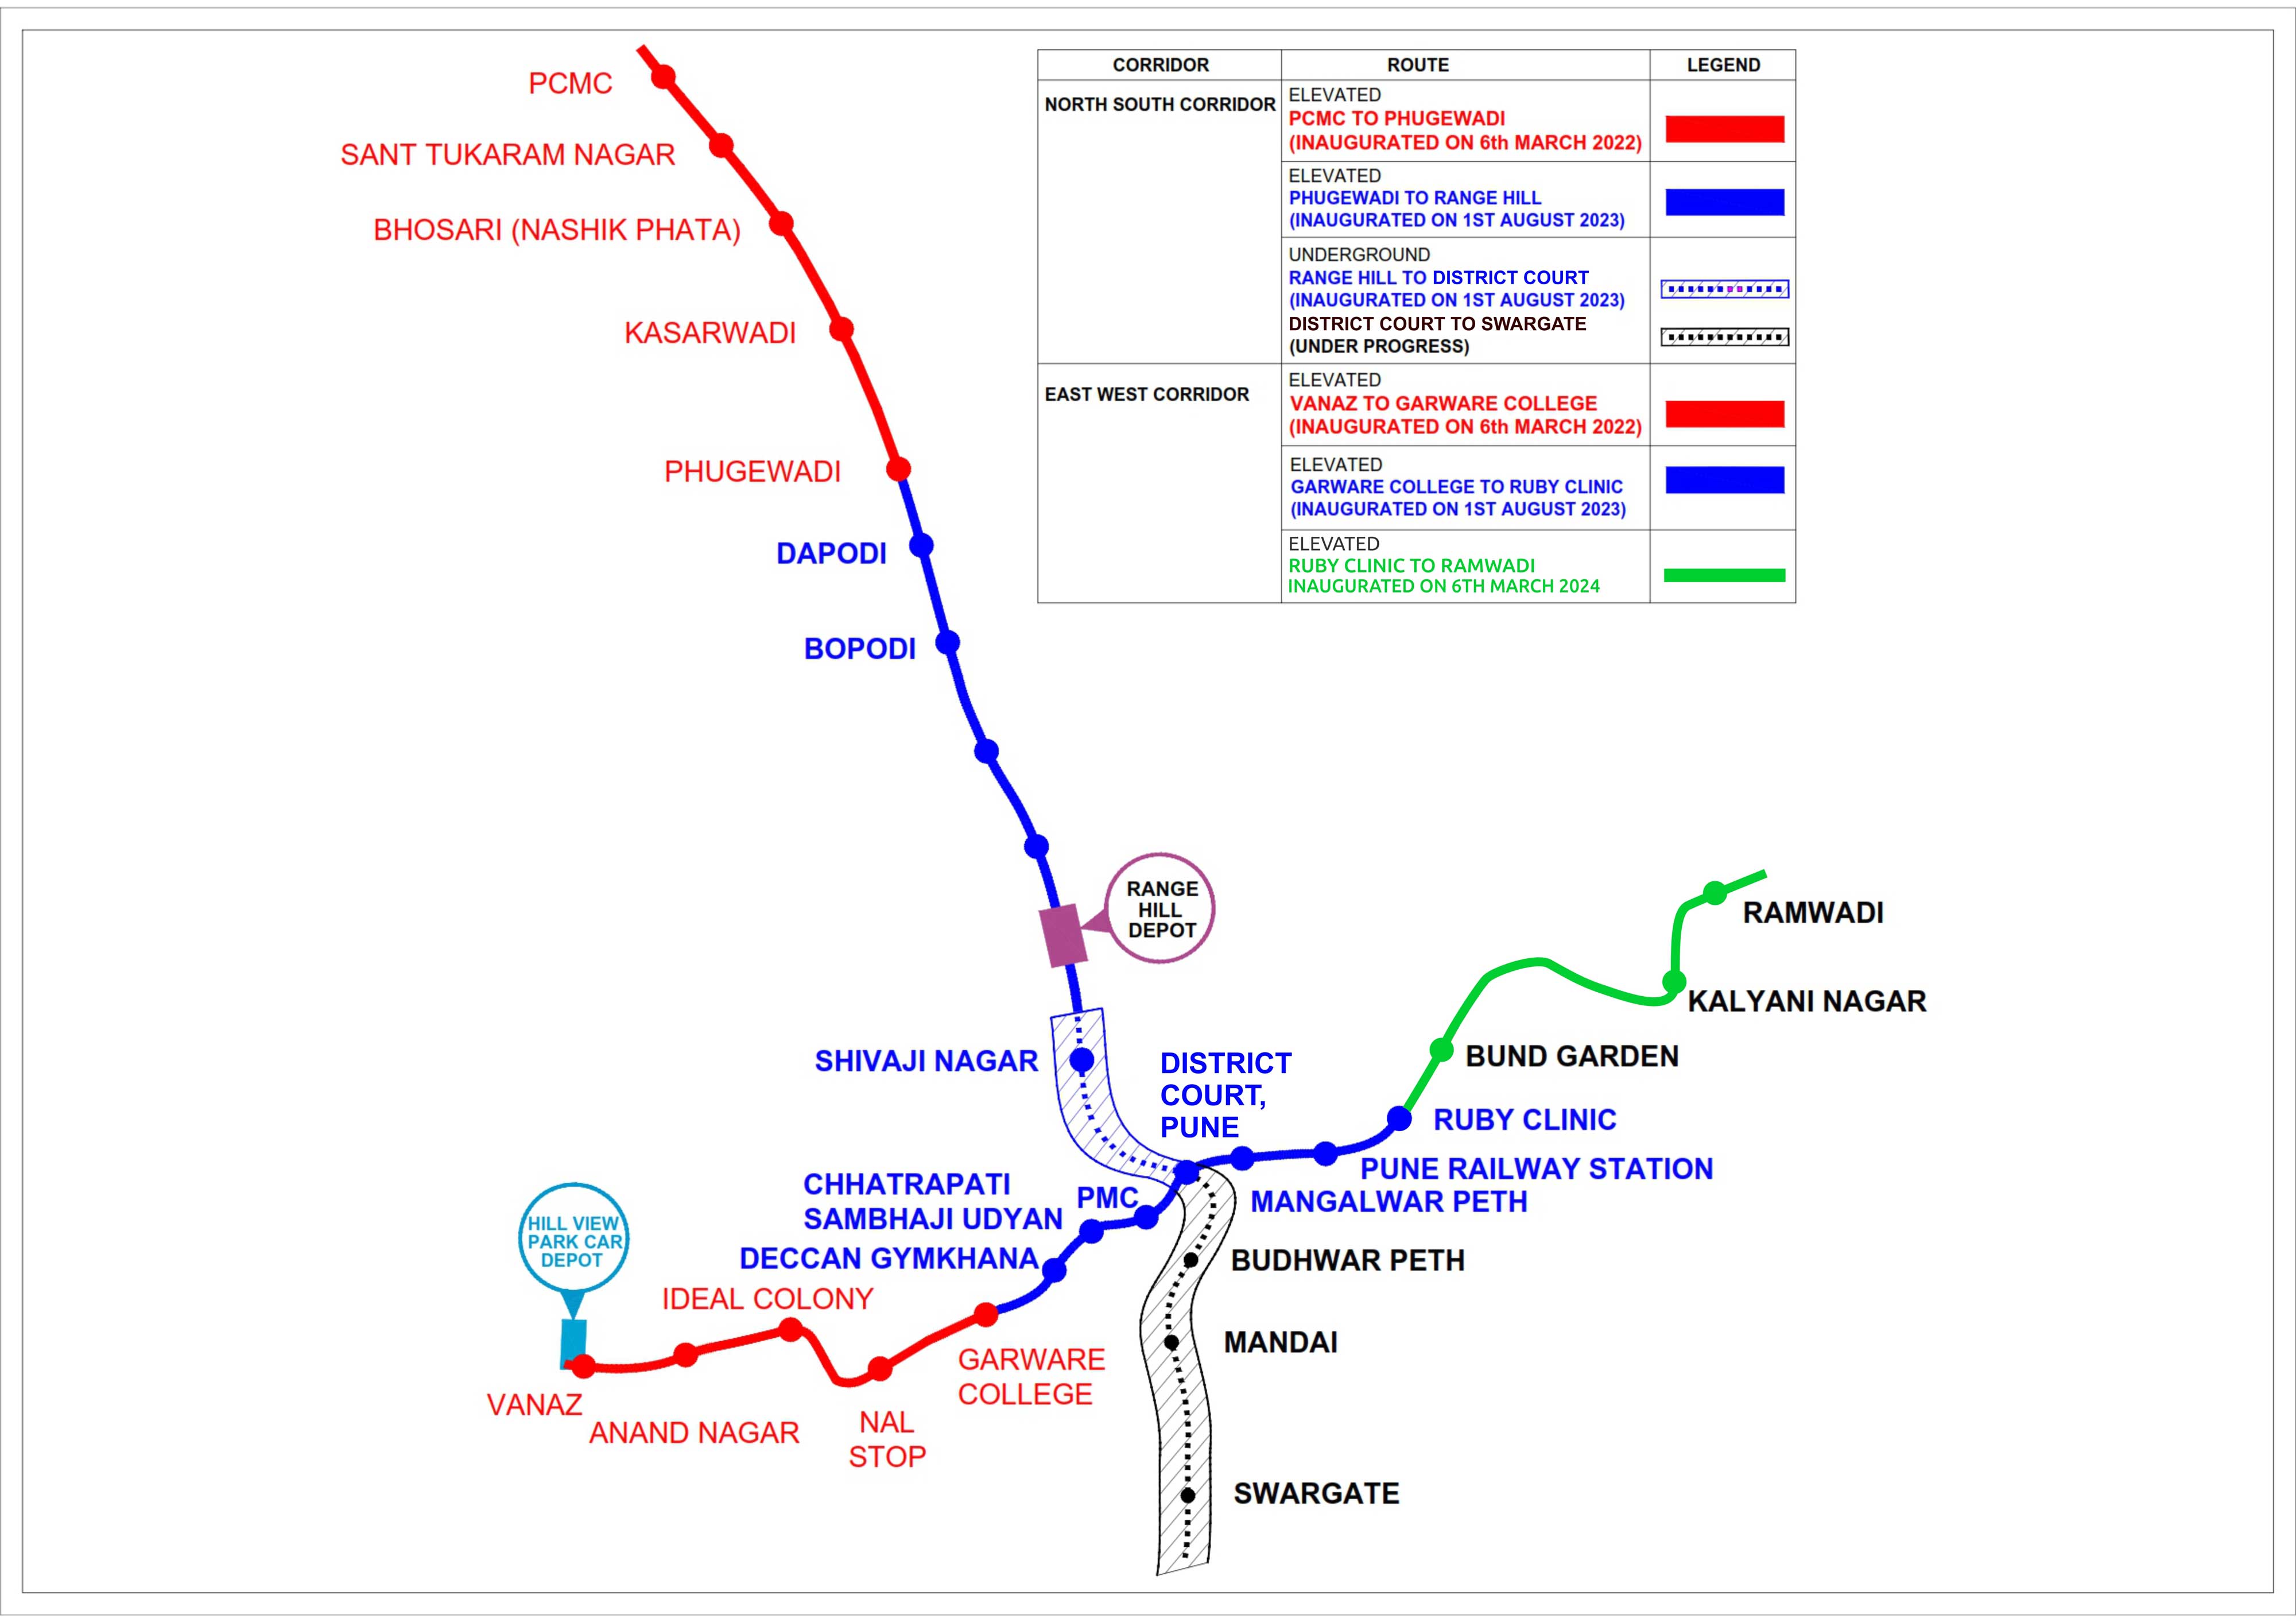 CORRIDOR ROUTE LEGEND
NORTH SOUTH CORRIDOR
ELEVATED
PCMC TO PHUGEWADI
(INAUGURATED ON 6th MARCH 2022)
ELEVATED
PHUGEWADI TO RANGE HILL
(INAUGURATED ON 1ST AUGUST 2023)
UNDERGROUND
RANGE HILL TO DISTRICT COURT
(INAUGURATED ON 1ST AUGUST 2023)
DISTRICT COURT TO SWARGATE
(UNDER PROGRESS)
EAST WEST CORRIDOR
ELEVATED
VANAZ TO GARWARE COLLEGE
(INAUGURATED ON 6th MARCH 2022)
ELEVATED
GARWARE COLLEGE TO RUBY CLINIC
(INAUGURATED ON 1ST AUGUST 2023)
ELEVATED
RUBY CLINIC TO RAMWADI
INAUGURATED ON 6TH MARCH 2024
PCMC
SANT TUKARAM NAGAR
BHOSARI (NASHIK PHATA)
KASARWADI
PHUGEWADI
DAPODI
BOPODI
RANGE
HILL
DEPOT
SHIVAJI NAGAR
DISTRICT
COURT,
PUNE
RAMWADI
KALYANI NAGAR
BUND GARDEN
RUBY CLINIC
PUNE RAILWAY STATION
MANGALWAR PETH
CHHATRAPATI
SAMBHAJI UDYAN
PMC
DECCAN GYMKHANA
HILL VIEW
PARK CAR
DEPOT
IDEAL COLONY
VANAZ
ANAND NAGAR
NAL
STOP
GARWARE
COLLEGE
BUDHWAR PETH
MANDAI
SWARGATE